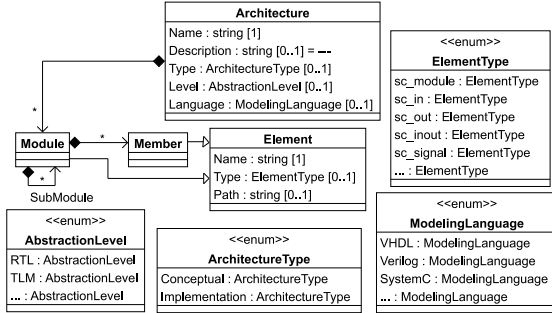 Architecture
Name : string [1]
Description : string [0..1] = ---
Type : ArchitectureType [0..1]
Level : AbstractionLevel [0..1]
Language : ModelingLanguage [0..1]
<<enum>>
ElementType
sc_module : ElementType
sc_in : ElementType
sc_out : ElementType
sc_inout : ElementType
sc_signal : ElementType
... : ElementType
*
Module
*
Member
Element
Name : string [1]
Type : ElementType [0..1]
Path : string [0..1]
*
SubModule
<<enum>>
AbstractionLevel
RTL : AbstractionLevel
TLM : AbstractionLevel
... : AbstractionLevel
<<enum>>
ArchitectureType
Conceptual : ArchitectureType
Implementation : ArchitectureType
<<enum>>
ModelingLanguage
VHDL : ModelingLanguage
Verilog : ModelingLanguage
SystemC : ModelingLanguage
... : ModelingLanguage